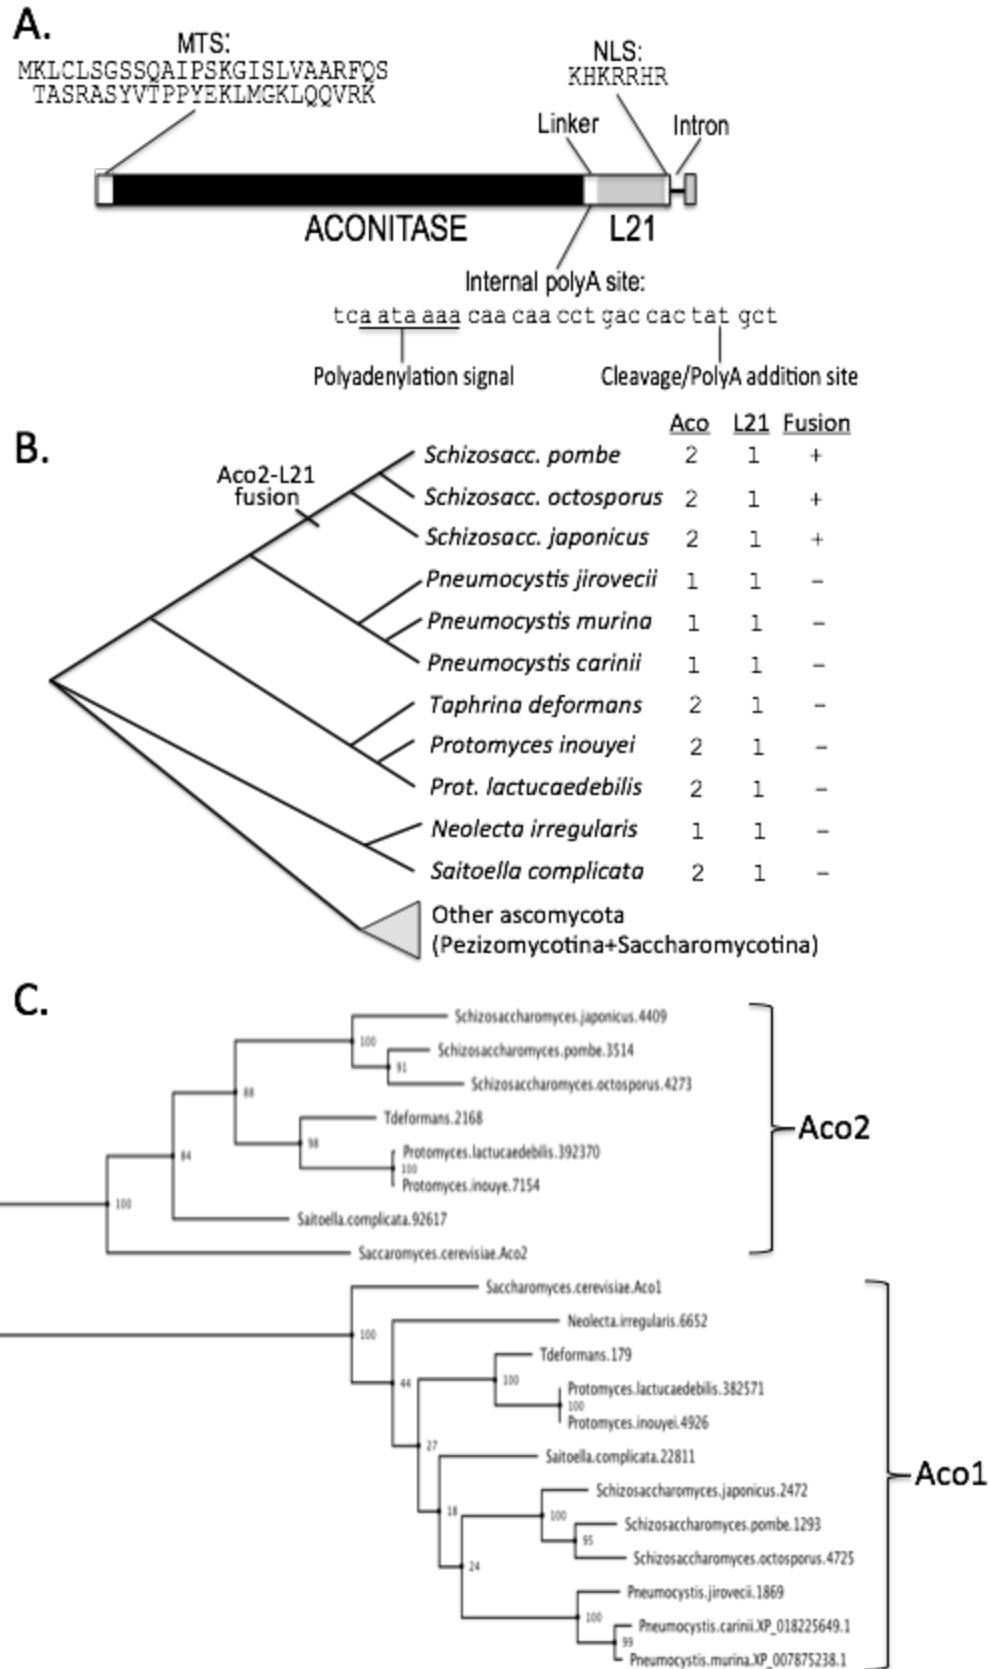 A.
MTS:
MKLCLSGSSQAIPSKGISLVAARFQS
TASRASYVTPPYEKLMGKLQQVRK
NLS:
KHKRRHR
Linker
Intron
ACONITASE
L21
Internal polyA site:
tca ata aaa caa caa cct gac cac tat gct
Polyadenylation signal
Cleavage/PolyA addition site
B.
Aco L21 Fusion
Aco2-L21
fusion
Schizosacc. pombe 2 1 +
Schizosacc. octosporus 2 1 +
Schizosacc. japonicus 2 1 +
Pneumocystis jirovecii 1 1 –
Pneumocystis murina 1 1 –
Pneumocystis carinii 1 1 –
Taphrina deformans 2 1 –
Protomyces inouyei 2 1 –
Prot. lactucaedebilis 2 1 –
Neolecta irregularis 1 1 –
Saitoella complicata 2 1 –
Other ascomycota
(Pezizomycotina+Saccharomycotina)
C.
Schizosaccharomyces.japonicus.4409
100
Schizosaccharomyces.pombe.3514
91
Schizosaccharomyces.octosporus.4273
88
Tdeformans.2168
98
Protomyces.lactucaedebilis.392370
100
Protomyces.inouye.7154
84
Saitoella.complicata.92617
100
Saccaromyces.cerevisiae.Aco2
Aco2
Saccharomyces.cerevisiae.Aco1
100
Neolecta.irregularis.6652
44
Tdeformans.179
100
Protomyces.lactucaedebilis.382571
100
Protomyces.inouyei.4926
27
Saitoella.complicata.22811
18
Schizosaccharomyces.japonicus.2472
100
Schizosaccharomyces.pombe.1293
95
Schizosaccharomyces.octosporus.4725
24
Pneumocystis.jirovecii.1869
100
Pneumocystis.carinii.XP_018225649.1
99
Pneumocystis.murina.XP_007875238.1
Aco1